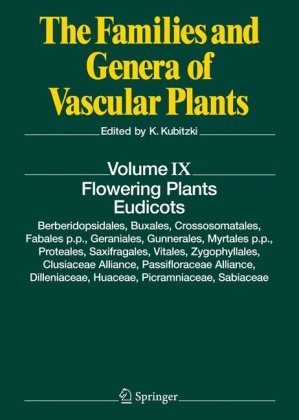 The Families and
Genera of
Vascular Plants
Edited by K. Kubitzki
Volume IX
Flowering Plants
Eudicots
Berberidopsidales, Buxales, Crossosomatales,
Fabales p.p., Geraniales, Gunnerales, Myrtales p.p.,
Proteales, Saxifragales, Vitales, Zygophyllales,
Clusiaceae Alliance, Passifloraceae Alliance,
Dilleniaceae, Huaceae, Picramniaceae, Sabiaceae
Springer